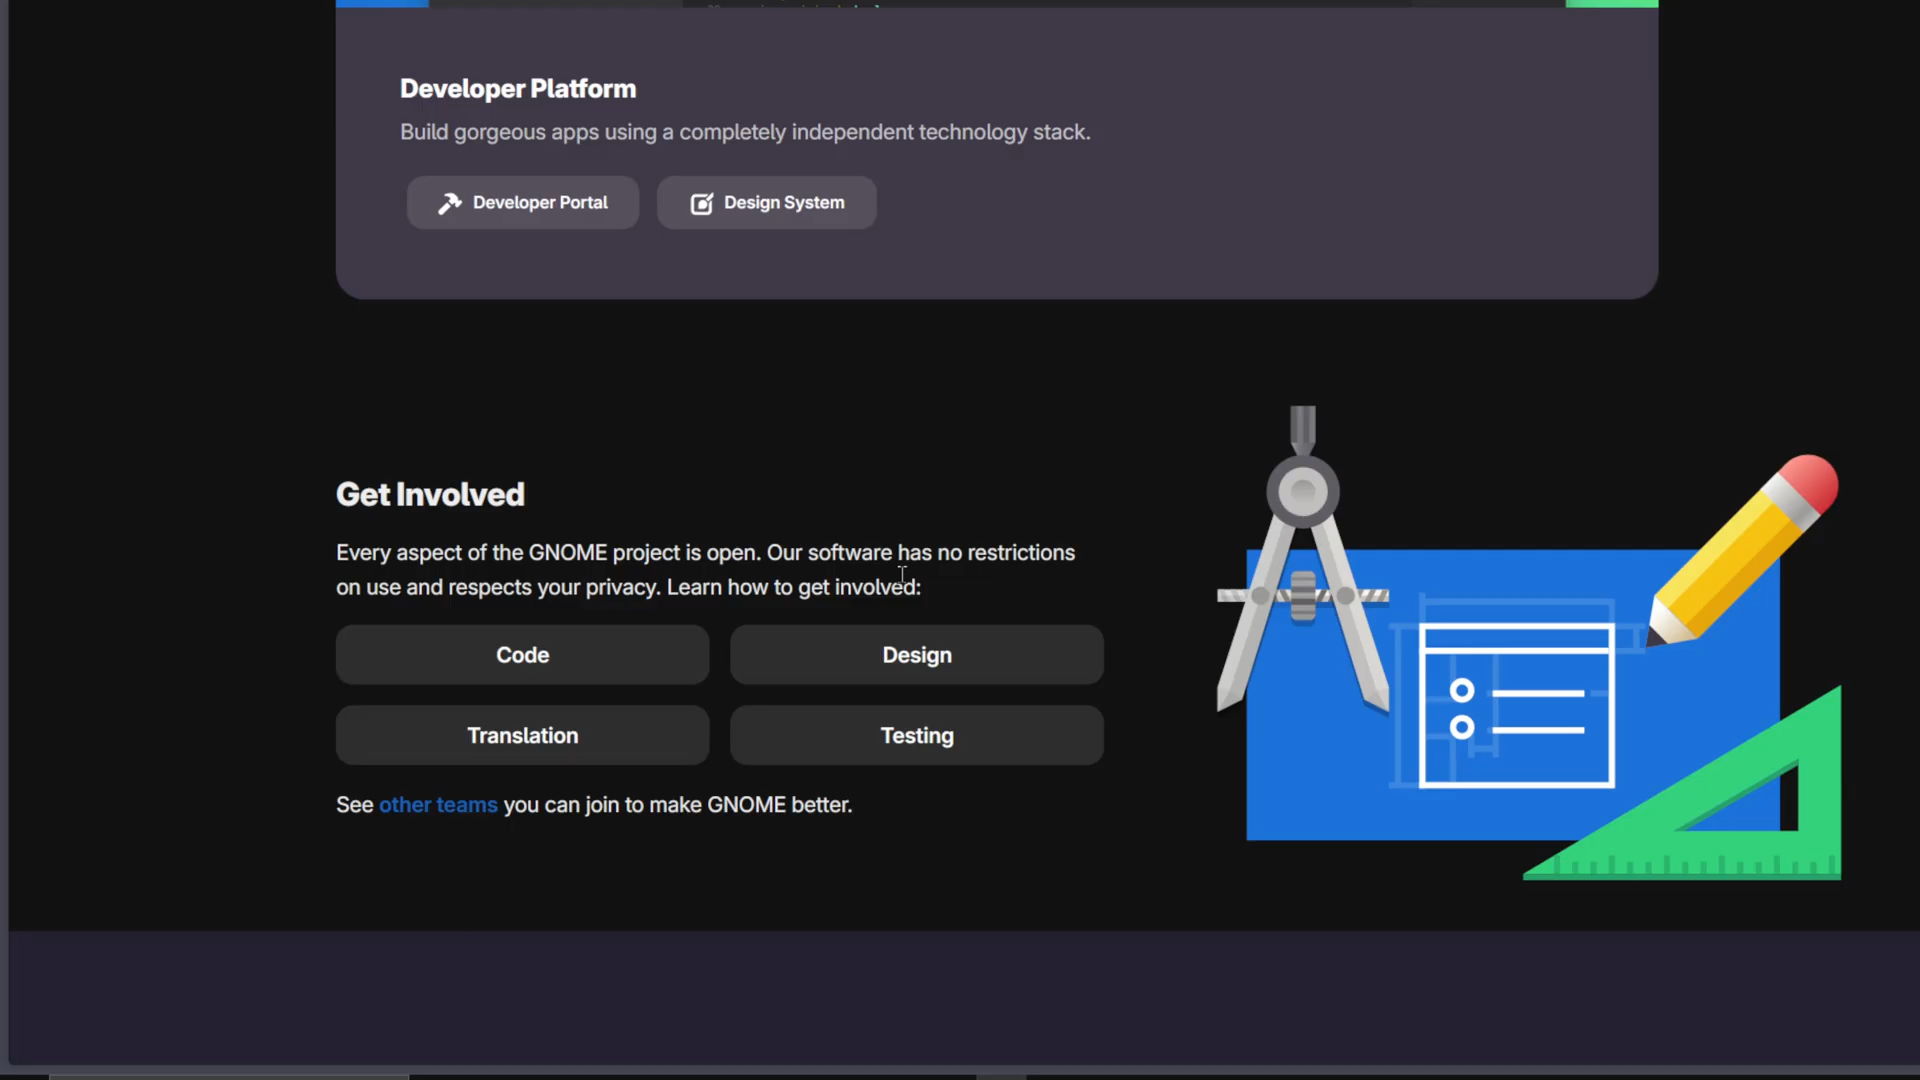 Developer Platform
Build gorgeous apps using a completely independent technology stack.
Developer Portal
Design System
Get Involved
Every aspect of the GNOME project is open. Our software has no restrictions
on use and respects your privacy. Learn how to get involved:
Code
Design
Translation
Testing
See other teams you can join to make GNOME better.